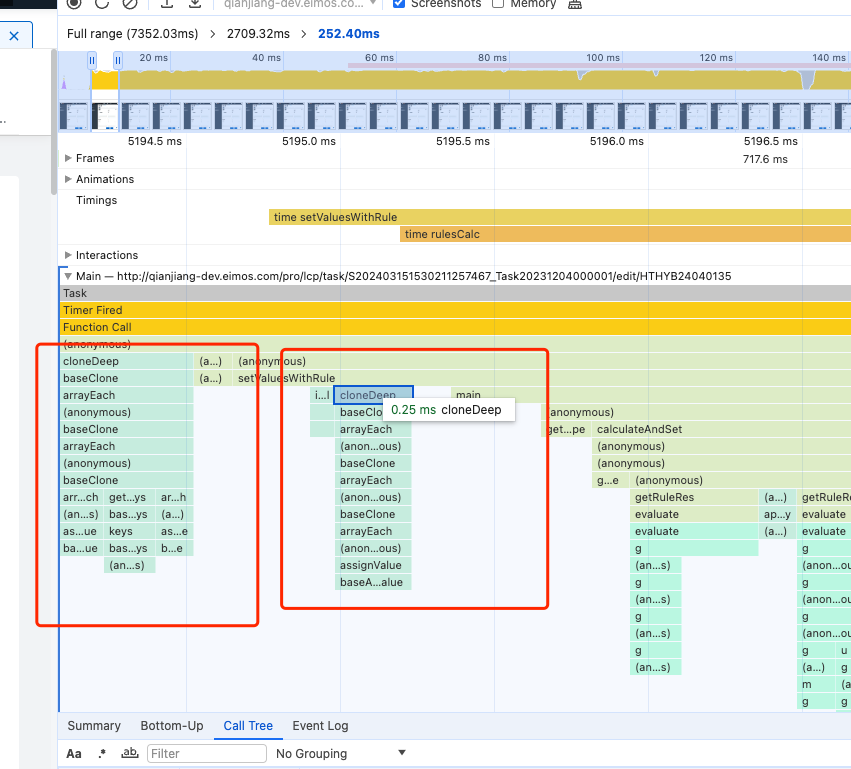 qianjiang-dev.eimos.co... Screenshots Memory
Full range (7352.03ms) > 2709.32ms > 252.40ms
20 ms 40 ms 60 ms 80 ms 100 ms 120 ms 140 ms
5194.5 ms 5195.0 ms 5195.5 ms 5196.0 ms 5196.5 ms
Frames
717.6 ms
Animations
Timings
time setValuesWithRule
time rulesCalc
Interactions
Main — http://qianjiang-dev.eimos.com/pro/lcp/task/S202403151530211257467_Task20231204000001/edit/HTHYB24040135
Task
Timer Fired
Function Call
(anonymous)
cloneDeep (a...) (anonymous)
baseClone (a...) setValuesWithRule
arrayEach i...l cloneDeep main
0.25 ms cloneDeep
(anonymous) baseClo anonymous)
baseClone arrayEach get...pe calculateAndSet
arrayEach (anon...ous) (anonymous)
(anonymous) baseClone (anonymous)
baseClone arrayEach g...e (anonymous)
arr...ch get...ys ar...h (anon...ous) getRuleRes (a...) getRuleRe
(an...s) bas...ys (a...) baseClone evaluate ap...y evaluate
as...ue keys as...e arrayEach evaluate (a...) evaluate
ba...ue bas...ys b...e (anon...ous) g g
(an...s) assignValue (an...s) (anon...ou
baseA...alue g g
(an...s) (anon...ou
g g
(an...s) (anon...ou
g g u
(an...s) (a...) g
m (a
g g
Summary Bottom-Up Call Tree Event Log
Aa .* ab Filter No Grouping